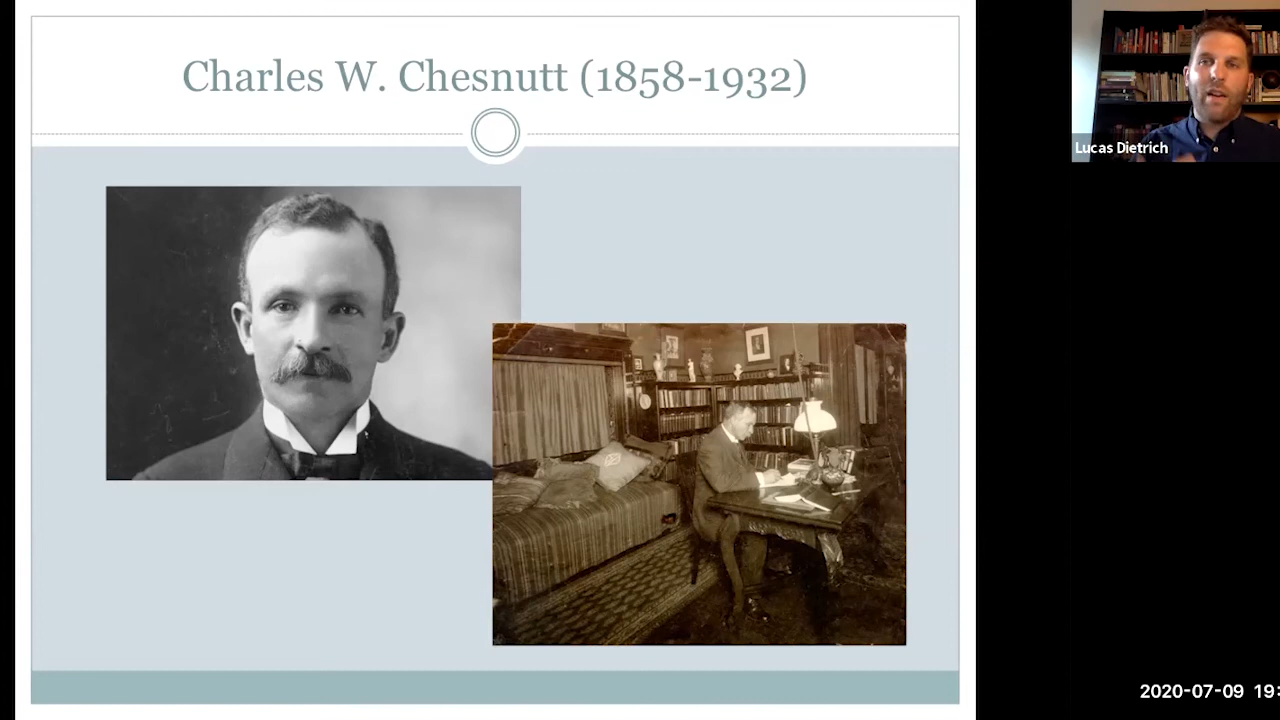 Charles W. Chesnutt (1858-1932)
Lucas Dietrich
2020-07-09 19: